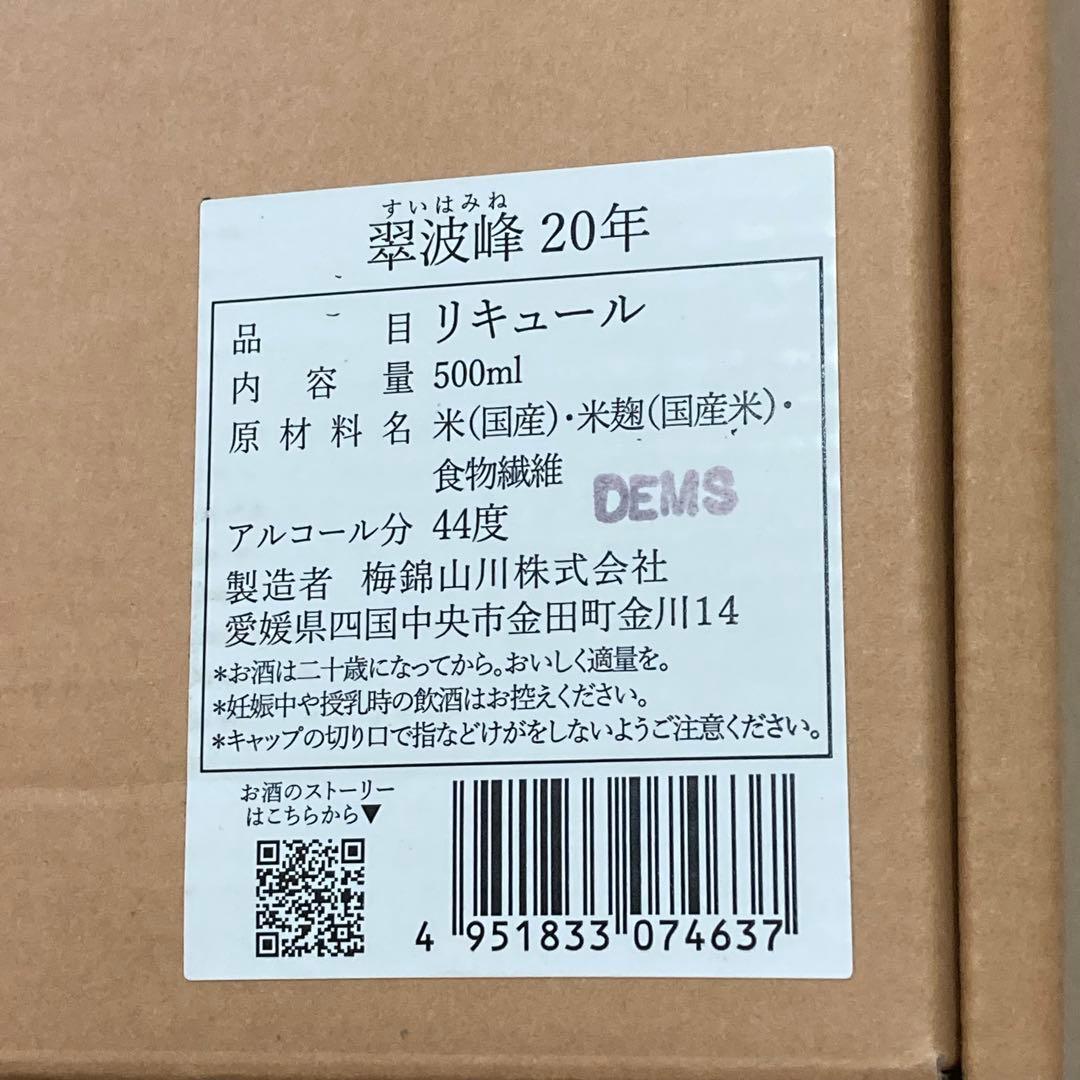 すいはみね
翠波峰 20年
品目 リキュール
内容量 500ml
原材料名 米(国産)・米麹(国産米)・
食物繊維
DEMS
アルコール分 44度
製造者 梅錦山川株式会社
愛媛県四国中央市金田町金川14
*お酒は二十歳になってから。おいしく適量を。
*妊娠中や授乳時の飲酒はお控えください。
*キャップの切り口で指などけがをしないようご注意ください。
お酒のストーリー
はこちらから▼
4 951833 074637